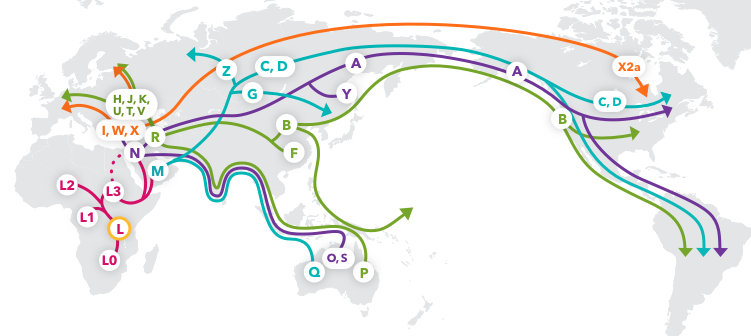 X2a
A
Z
C, D
A
G
Y
C, D
H, J, K,
U, T, V
B
B
I, W, X
R
N
F
M
L2
L3
L1
L
L0
Q
O, S
P